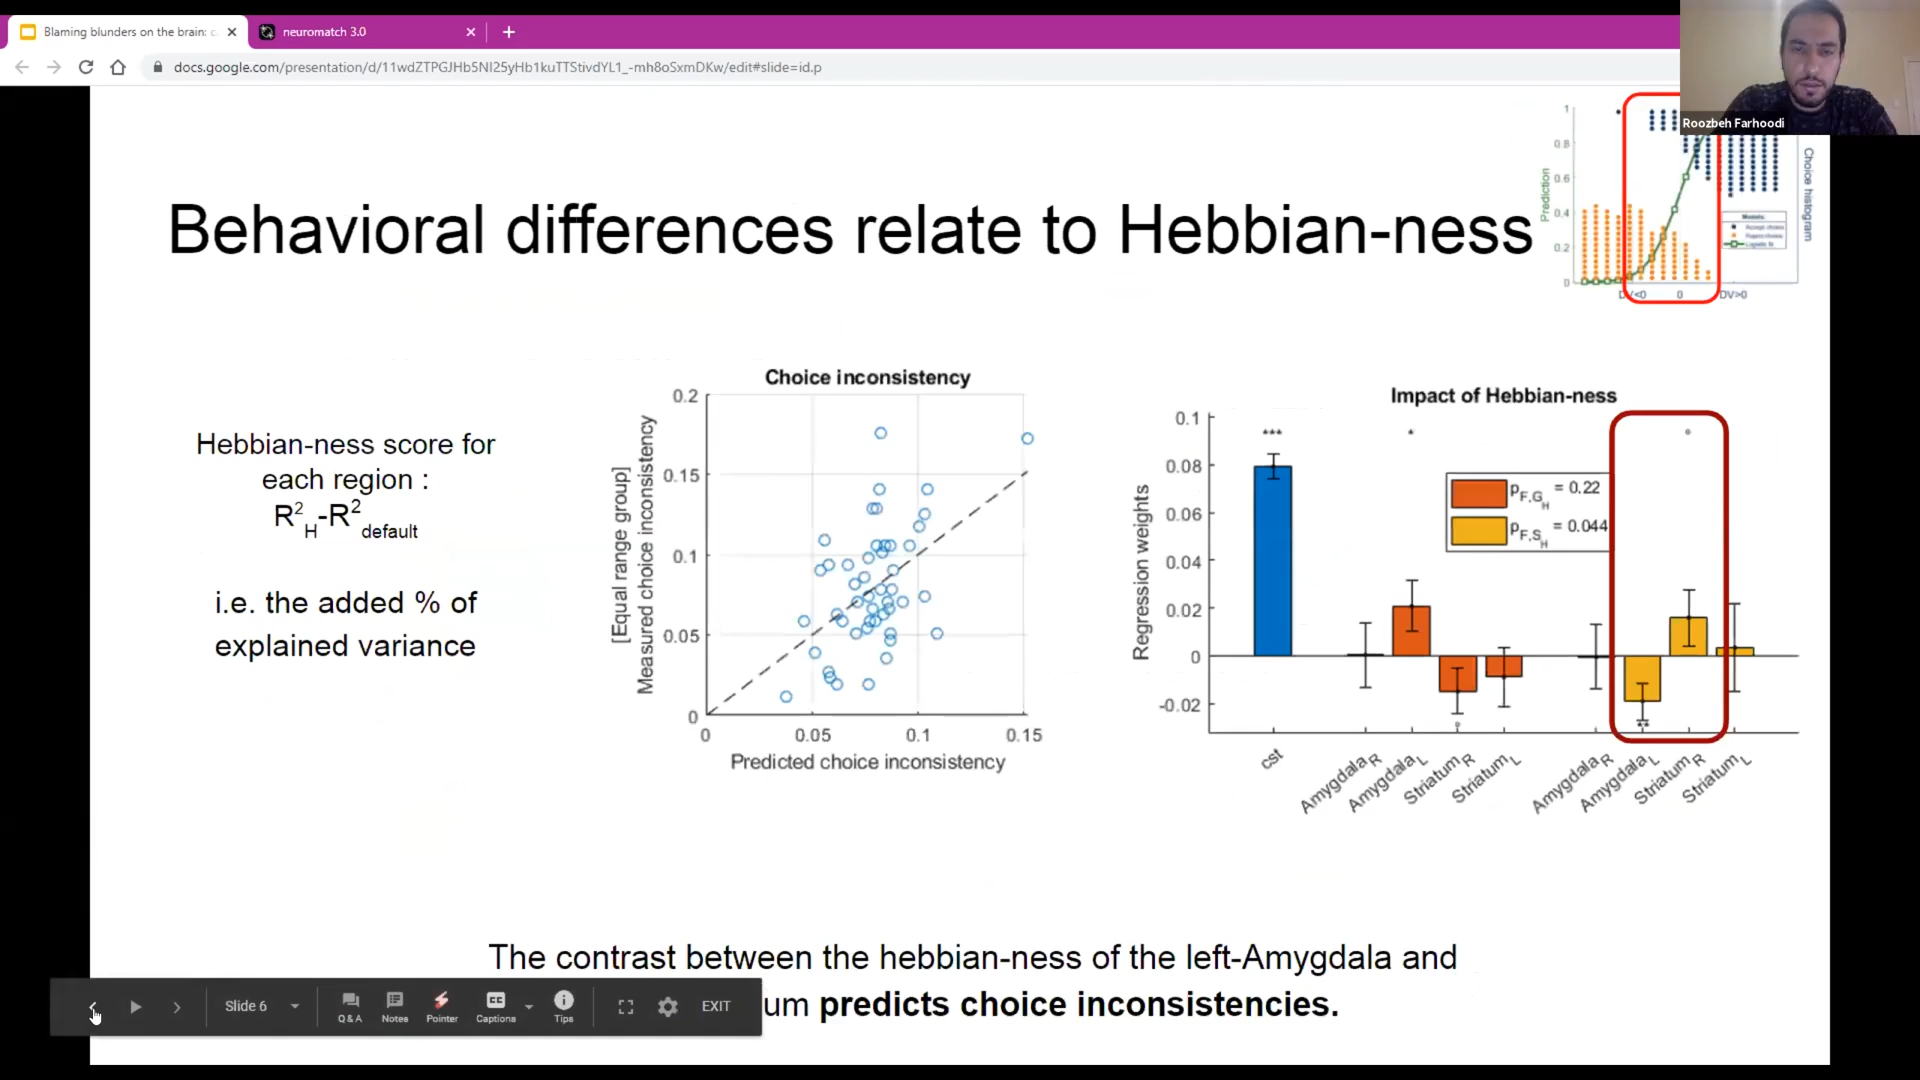 Blaming blunders on the brain: c
neuromatch 3.0
docs.google.com/presentation/d/11wdZTPGJHb5NI25yHb1kuTTStivdYL1_-mh8oSxmDKw/edit#slide=id.p
Roozbeh Farhoodi
Behavioral differences relate to Hebbian-ness
Prediction
1
0.8
0.6
0.4
0.2
0
DV<0
0
DV>0
Choice histogram
Models:
Logistic fit
Hebbian-ness score for
each region :
R²H-R²default
i.e. the added % of
explained variance
Choice inconsistency
[Equal range group]
Measured choice inconsistency
0.2
0.15
0.1
0.05
0
0 0.05 0.1 0.15
Predicted choice inconsistency
Impact of Hebbian-ness
Regression weights
0.1
0.08
0.06
0.04
0.02
0
-0.02
*** *
pF,GH = 0.22
pF,SH = 0.044
**
cst AmygdalaR AmygdalaL StriatumR StriatumL AmygdalaR AmygdalaL StriatumR StriatumL
The contrast between the hebbian-ness of the left-Amygdala and
um predicts choice inconsistencies.
Slide 6
Q & A
Notes
Pointer
CC
Captions
Tips
EXIT